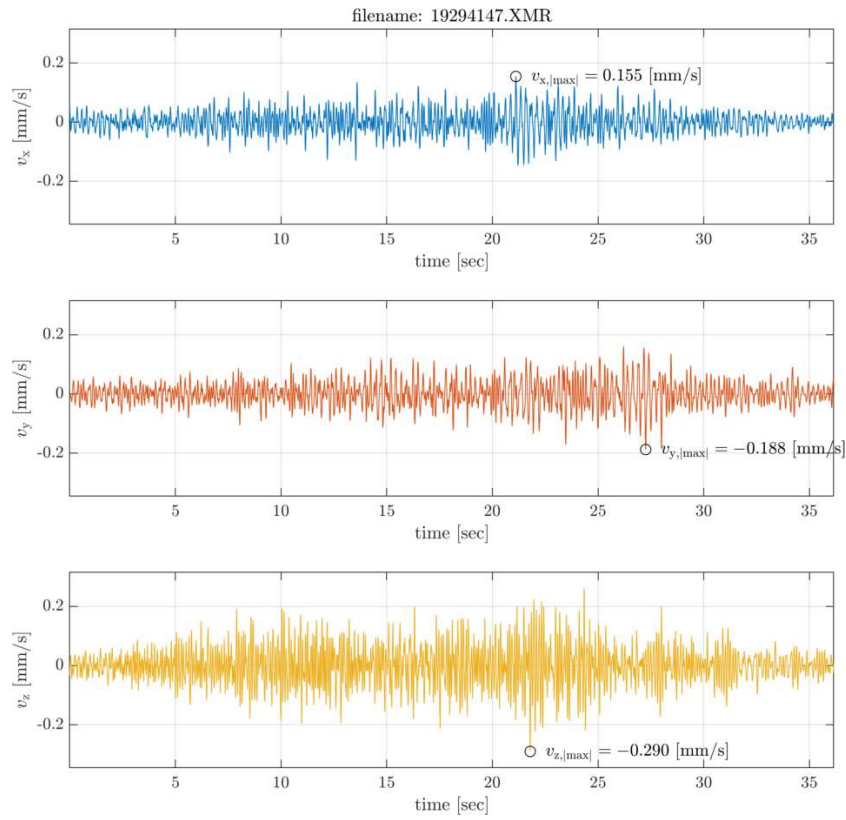 filename: 19294147.XMR
0.2
0
-0.2
v_x [mm/s]
v_x,|max| = 0.155 [mm/s]
5 10 15 20 25 30 35
time [sec]
0.2
0
-0.2
v_y [mm/s]
v_y,|max| = −0.188 [mm/s]
5 10 15 20 25 30 35
time [sec]
0.2
0
-0.2
v_z [mm/s]
v_z,|max| = −0.290 [mm/s]
5 10 15 20 25 30 35
time [sec]